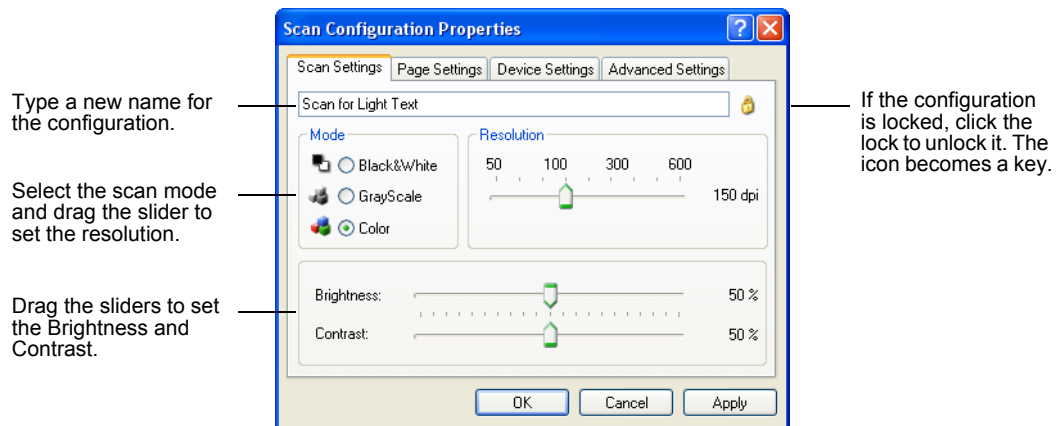 Scan Configuration Properties
Scan Settings Page Settings Device Settings Advanced Settings
Type a new name for
the configuration.
Scan for Light Text
If the configuration
is locked, click the
lock to unlock it. The
icon becomes a key.
Mode
Black&White
GrayScale
Color
Resolution
50 100 300 600
150 dpi
Select the scan mode
and drag the slider to
set the resolution.
Drag the sliders to set
the Brightness and
Contrast.
Brightness: 50 %
Contrast: 50 %
OK Cancel Apply